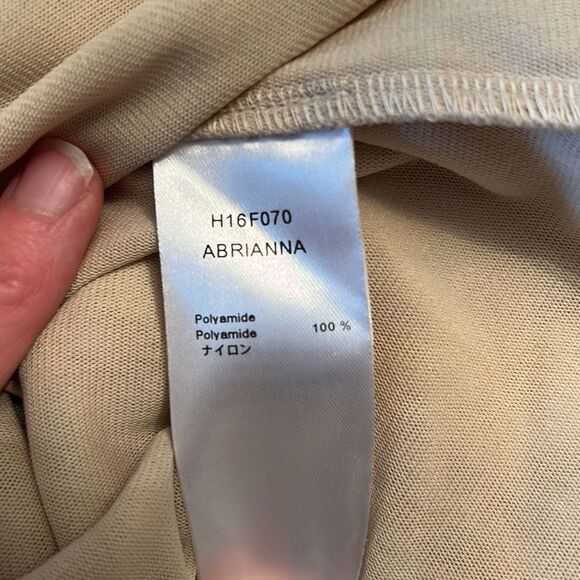 H16F070
ABRIANNA
Polyamide
Polyamide 100 %
ナイロン